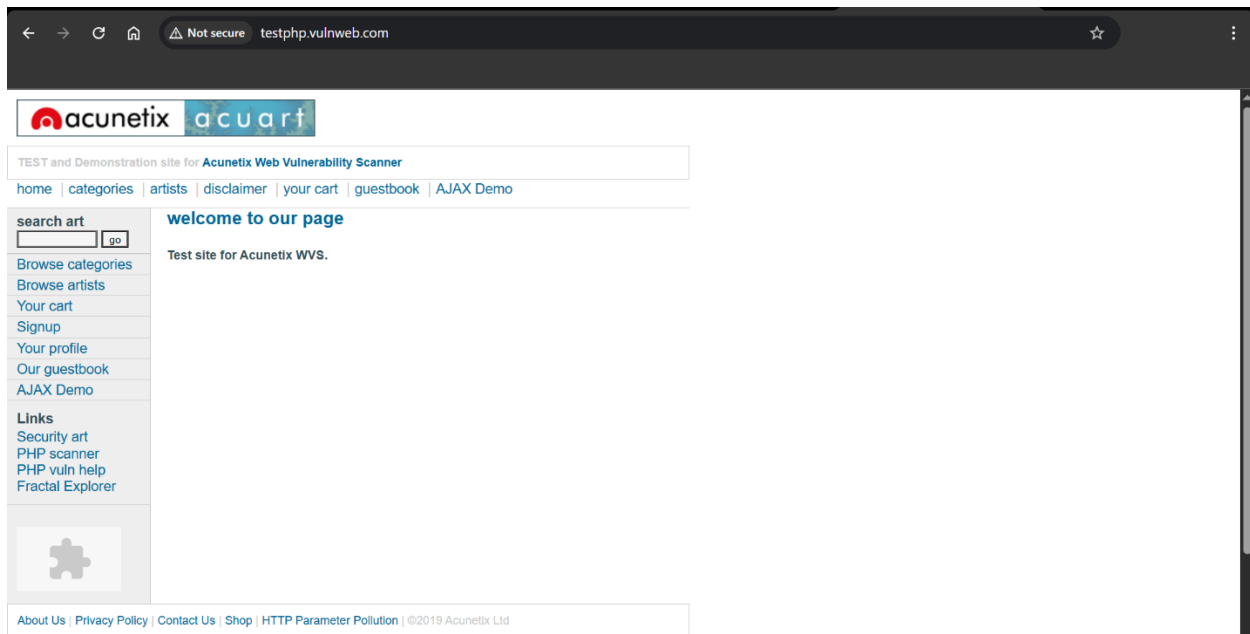 Not secure testphp.vulnweb.com
acunetix acuart
TEST and Demonstration site for Acunetix Web Vulnerability Scanner
home | categories | artists | disclaimer | your cart | guestbook | AJAX Demo
search art
go
Browse categories
Browse artists
Your cart
Signup
Your profile
Our guestbook
AJAX Demo
Links
Security art
PHP scanner
PHP vuln help
Fractal Explorer
welcome to our page
Test site for Acunetix WVS.
About Us | Privacy Policy | Contact Us | Shop | HTTP Parameter Pollution | ©2019 Acunetix Ltd